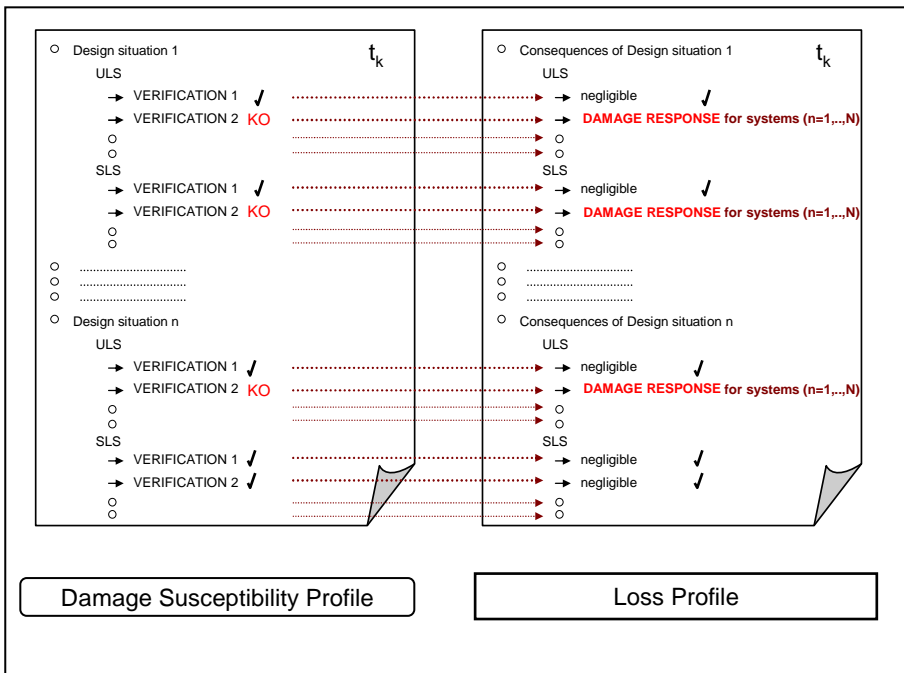 Design situation 1
t_k
ULS
VERIFICATION 1 ✓
VERIFICATION 2 KO
SLS
VERIFICATION 1 ✓
VERIFICATION 2 KO
..............................
..............................
..............................
Design situation n
ULS
VERIFICATION 1 ✓
VERIFICATION 2 KO
SLS
VERIFICATION 1 ✓
VERIFICATION 2 ✓
Consequences of Design situation 1
t_k
ULS
negligible ✓
DAMAGE RESPONSE for systems (n=1,..,N)
SLS
negligible ✓
DAMAGE RESPONSE for systems (n=1,..,N)
..............................
..............................
..............................
Consequences of Design situation n
ULS
negligible ✓
DAMAGE RESPONSE for systems (n=1,..,N)
SLS
negligible ✓
negligible ✓
Damage Susceptibility Profile
Loss Profile